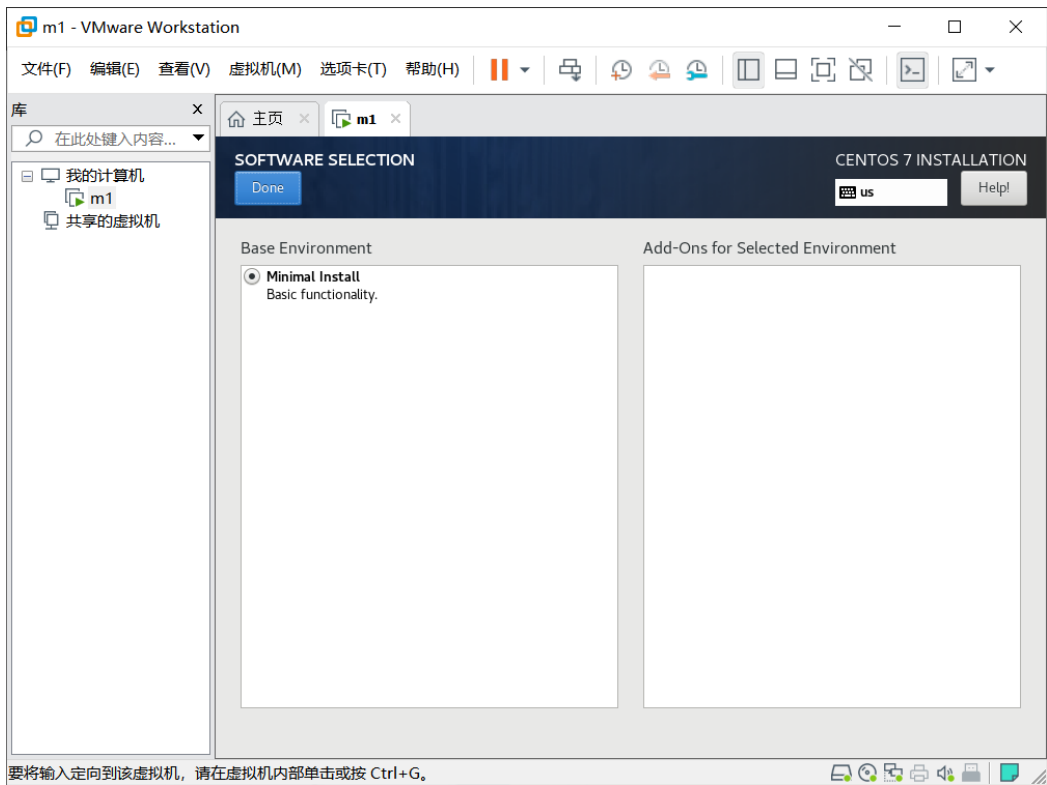 m1 - VMware Workstation
文件(F) 编辑(E) 查看(V) 虚拟机(M) 选项卡(T) 帮助(H)
库
在此处键入内容...
我的计算机
m1
共享的虚拟机
主页
m1
SOFTWARE SELECTION
Done
CENTOS 7 INSTALLATION
us
Help!
Base Environment
Minimal Install
Basic functionality.
Add-Ons for Selected Environment
要将输入定向到该虚拟机，请在虚拟机内部单击或按 Ctrl+G。